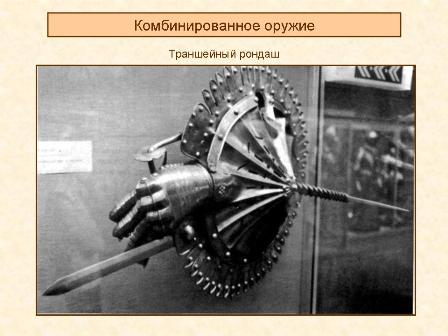 Комбинированное оружие
Траншейный рондаш